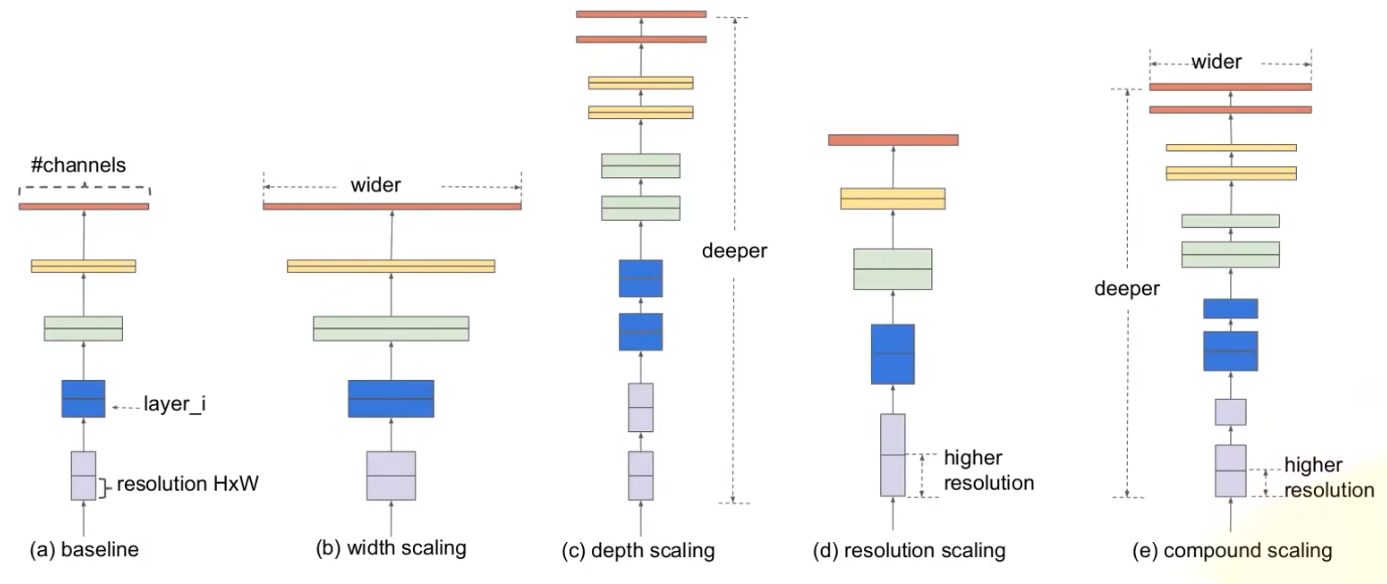 #channels
layer_i
resolution HxW
(a) baseline
wider
(b) width scaling
deeper
(c) depth scaling
higher
resolution
(d) resolution scaling
wider
deeper
higher
resolution
(e) compound scaling